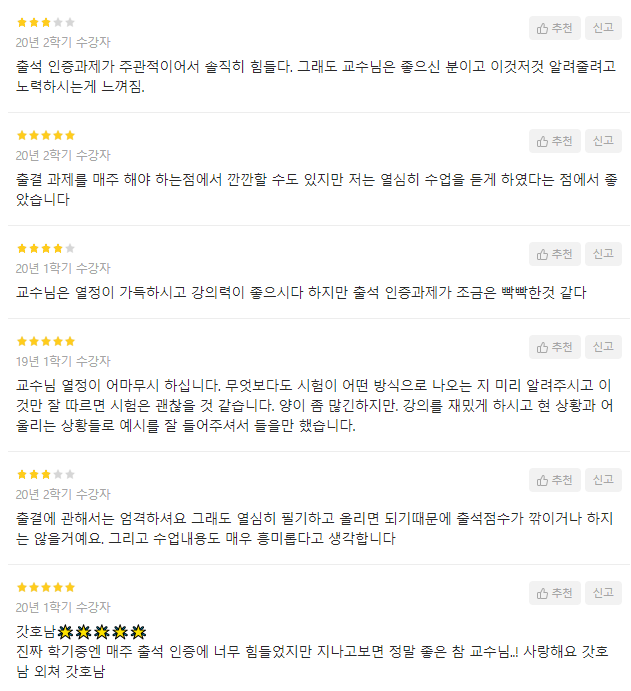 추천 신고
20년 2학기 수강자
출석 인증과제가 주관적이어서 솔직히 힘들다. 그래도 교수님은 좋으신 분이고 이것저것 알려줄려고
노력하시는게 느껴짐.
추천 신고
20년 2학기 수강자
출결 과제를 매주 해야 하는점에서 깐깐할 수도 있지만 저는 열심히 수업을 듣게 하였다는 점에서 좋
았습니다
추천 신고
20년 1학기 수강자
교수님은 열정이 가득하시고 강의력이 좋으시다 하지만 출석 인증과제가 조금은 빡빡한것 같다
추천 신고
19년 1학기 수강자
교수님 열정이 어마무시 하십니다. 무엇보다도 시험이 어떤 방식으로 나오는 지 미리 알려주시고 이
것만 잘 따르면 시험은 괜찮을 것 같습니다. 양이 좀 많긴하지만. 강의를 재밌게 하시고 현 상황과 어
울리는 상황들로 예시를 잘 들어주셔서 들을만 했습니다.
추천 신고
20년 2학기 수강자
출결에 관해서는 엄격하셔요 그래도 열심히 필기하고 올리면 되기때문에 출석점수가 깎이거나 하지
는 않을거예요. 그리고 수업내용도 매우 흥미롭다고 생각합니다
추천 신고
20년 1학기 수강자
갓호남
진짜 학기중엔 매주 출석 인증에 너무 힘들었지만 지나고보면 정말 좋은 참 교수님..! 사랑해요 갓호
남 외쳐 갓호남